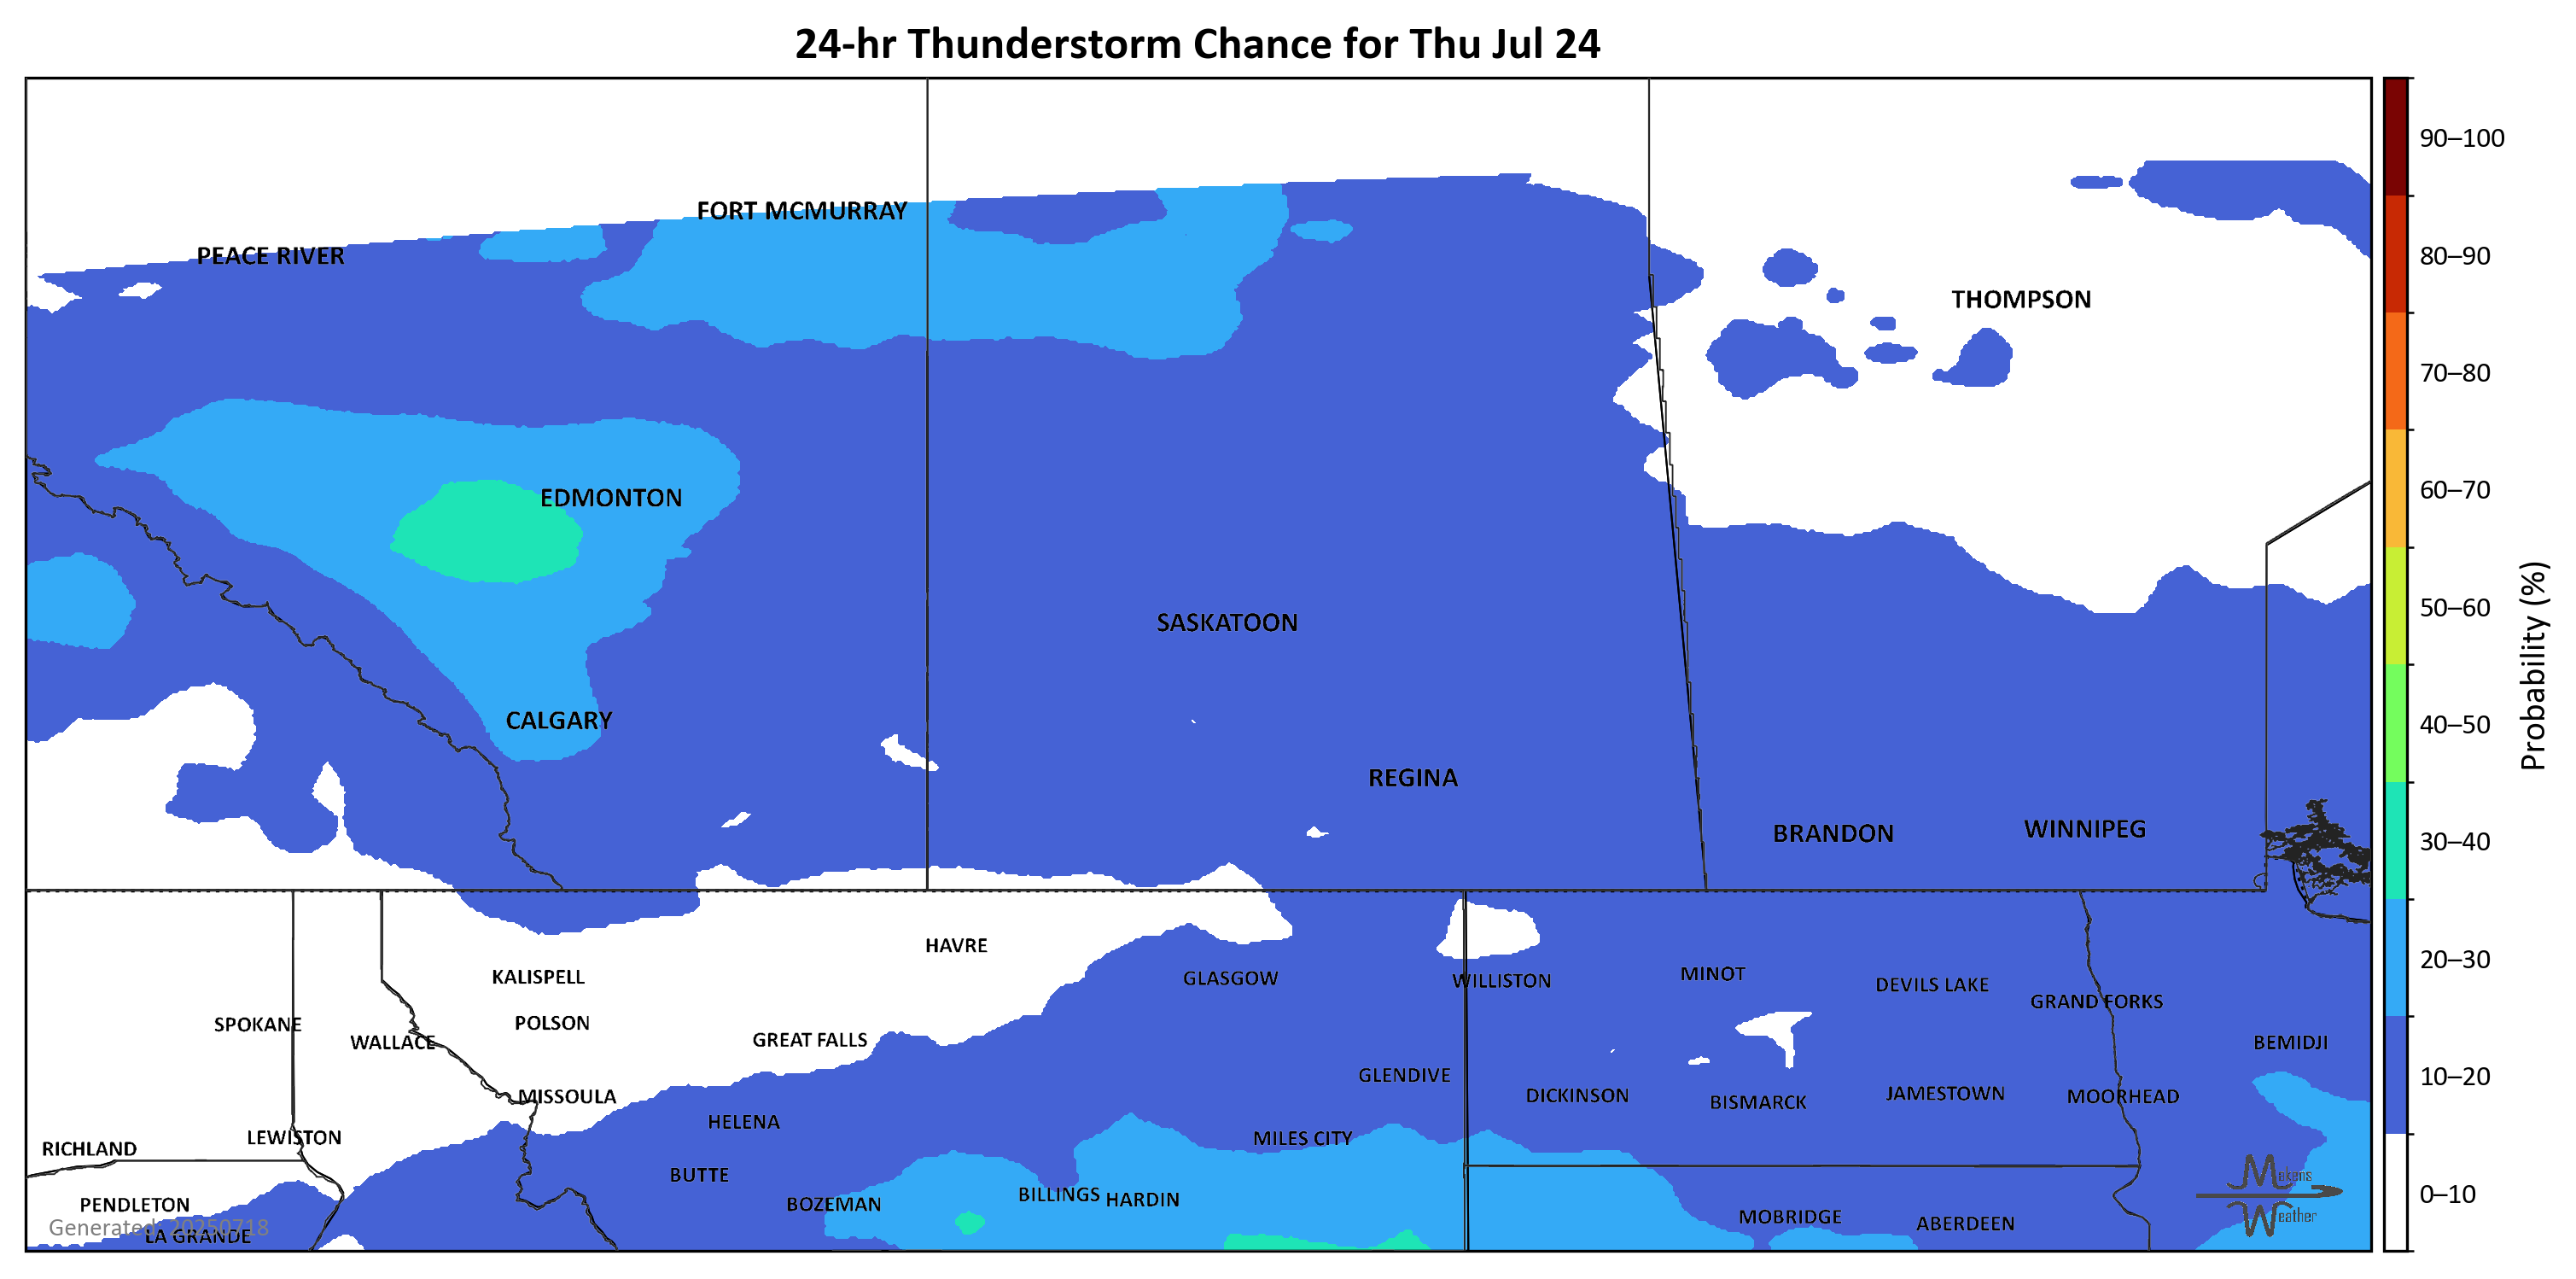 24-hr Thunderstorm Chance for Thu Jul 24
FORT MCMURRAY
PEACE RIVER
THOMPSON
EDMONTON
SASKATOON
CALGARY
REGINA
BRANDON
WINNIPEG
HAVRE
KALISPELL
GLASGOW
WILLISTON
MINOT
DEVILS LAKE
GRAND FORKS
SPOKANE
POLSON
WALLACE
GREAT FALLS
BEMIDJI
GLENDIVE
MISSOULA
DICKINSON
BISMARCK
JAMESTOWN
MOORHEAD
HELENA
LEWISTON
MILES CITY
RICHLAND
BUTTE
PENDLETON
BOZEMAN
BILLINGS
HARDIN
MOBRIDGE
ABERDEEN
Generated: 20250718
LA GRANDE
Makens
Weather
90–100
80–90
70–80
60–70
50–60
40–50
30–40
20–30
10–20
0–10
Probability (%)